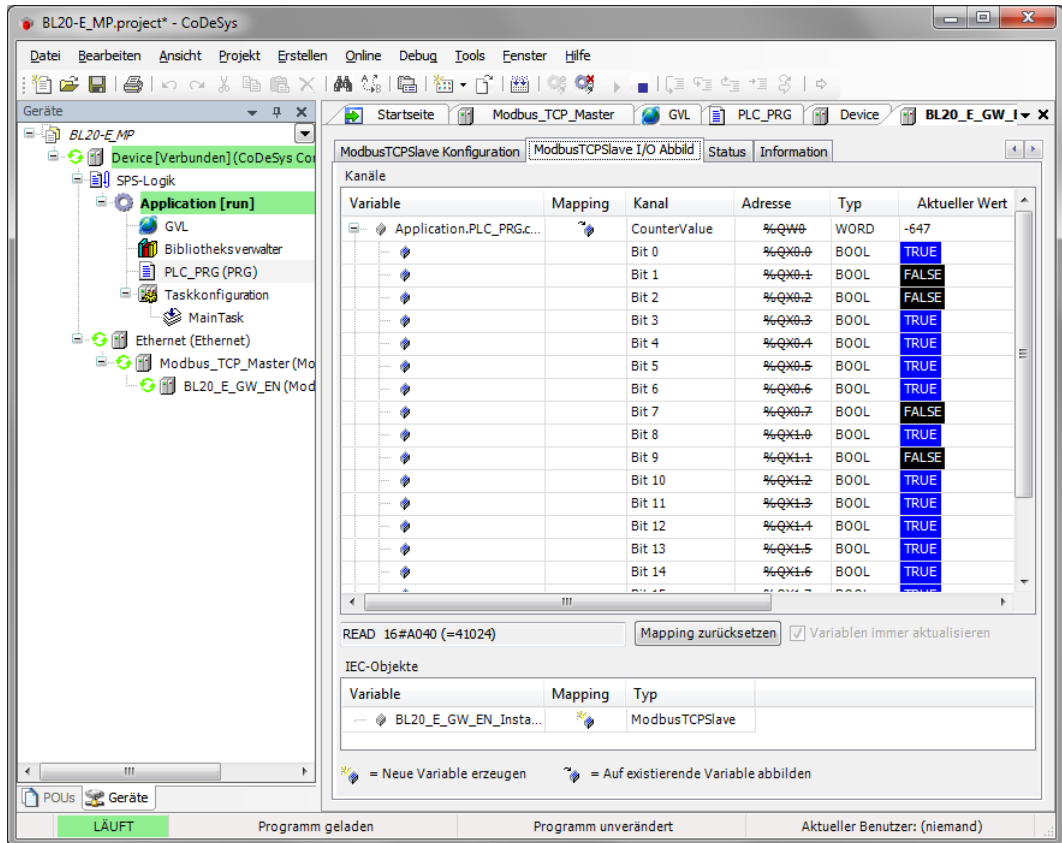 BL20-E_MP.project* - CoDeSys
Datei Bearbeiten Ansicht Projekt Erstellen Online Debug Tools Fenster Hilfe
Geräte
Startseite Modbus_TCP_Master GVL PLC_PRG Device BL20_E_GW_
BL20-E_MP
Device [Verbunden] (CoDeSys Co
SPS-Logik
Application [run]
GVL
Bibliotheksverwalter
PLC_PRG (PRG)
Taskkonfiguration
MainTask
Ethernet (Ethernet)
Modbus_TCP_Master (Mo
BL20_E_GW_EN (Mod
ModbusTCPSlave Konfiguration ModbusTCPSlave I/O Abbild Status Information
Kanäle
Variable Mapping Kanal Adresse Typ Aktueller Wert
Application.PLC_PRG.c... CounterValue %QW0 WORD -647
Bit 0 %QX0.0 BOOL TRUE
Bit 1 %QX0.1 BOOL FALSE
Bit 2 %QX0.2 BOOL FALSE
Bit 3 %QX0.3 BOOL TRUE
Bit 4 %QX0.4 BOOL TRUE
Bit 5 %QX0.5 BOOL TRUE
Bit 6 %QX0.6 BOOL TRUE
Bit 7 %QX0.7 BOOL FALSE
Bit 8 %QX1.0 BOOL TRUE
Bit 9 %QX1.1 BOOL FALSE
Bit 10 %QX1.2 BOOL TRUE
Bit 11 %QX1.3 BOOL TRUE
Bit 12 %QX1.4 BOOL TRUE
Bit 13 %QX1.5 BOOL TRUE
Bit 14 %QX1.6 BOOL TRUE
READ 16#A040 (=41024) Mapping zurücksetzen Variablen immer aktualisieren
IEC-Objekte
Variable Mapping Typ
BL20_E_GW_EN_Insta... ModbusTCPSlave
= Neue Variable erzeugen = Auf existierende Variable abbilden
POUs Geräte
LÄUFT Programm geladen Programm unverändert Aktueller Benutzer: (niemand)